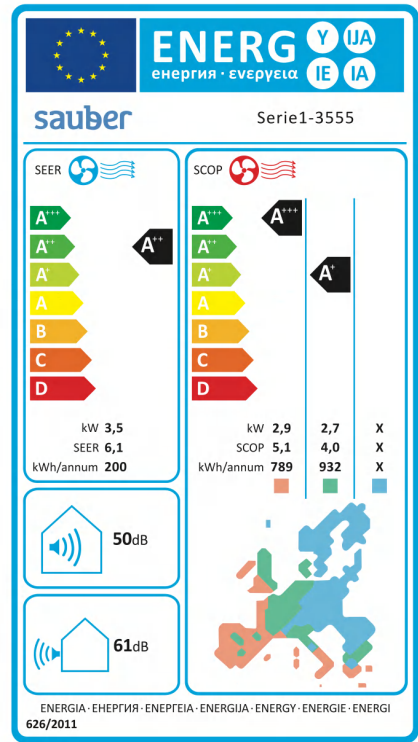 ENERG
енергия · ενεργεια
Y IJA
IE IA
sauber
Serie1-3555
SEER
A+++
A++
A+
A
B
C
D
A++
kW 3,5
SEER 6,1
kWh/annum 200
SCOP
A+++
A++
A+
A
B
C
D
A+++
A+
kW 2,9 2,7 X
SCOP 5,1 4,0 X
kWh/annum 789 932 X
50dB
61dB
ENERGIA · ЕНЕРГИЯ · ΕΝΕΡΓΕΙΑ · ENERGIJA · ENERGY · ENERGIE · ENERGI
626/2011